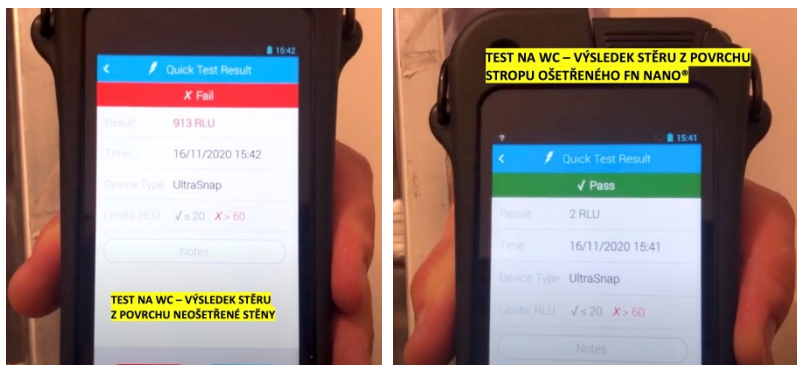 15:42
Quick Test Result
✗ Fail
Result: 913 RLU
Time: 16/11/2020 15:42
Device Type: UltraSnap
Limits: RLU ✓ ≤ 20 ✗ > 60
Notes
TEST NA WC – VÝSLEDEK STĚRU
Z POVRCHU NEOŠETŘENÉ STĚNY
TEST NA WC – VÝSLEDEK STĚRU Z POVRCHU
STROPU OŠETŘENÉHO FN NANO®
15:41
Quick Test Result
✓ Pass
Result: 2 RLU
Time: 16/11/2020 15:41
Device Type: UltraSnap
Limits: RLU ✓ ≤ 20 ✗ > 60
Notes